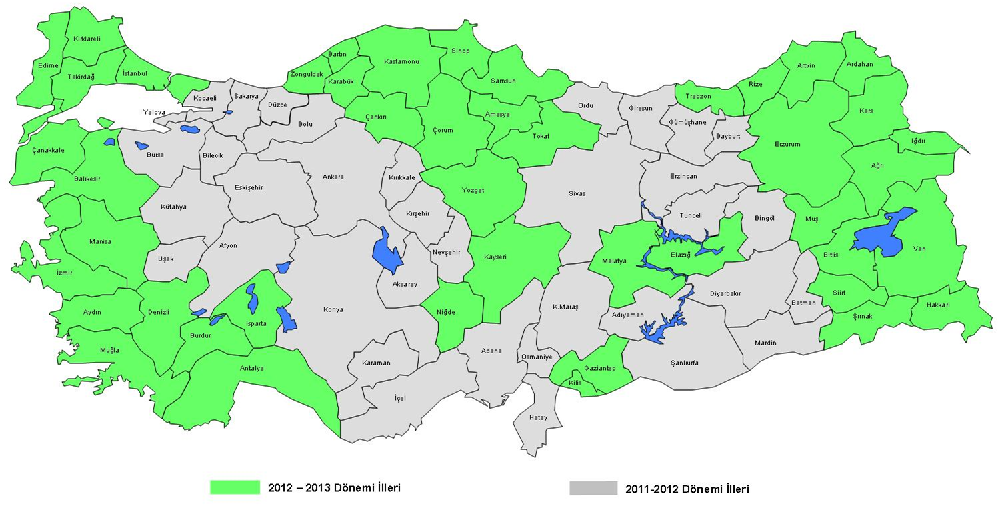 Kırklareli
Edirne
Tekirdağ
İstanbul
Kocaeli
Sakarya
Düzce
Yalova
Bolu
Zonguldak
Bartın
Karabük
Kastamonu
Sinop
Samsun
Çankırı
Çorum
Amasya
Tokat
Ordu
Giresun
Gümüşhane
Bayburt
Trabzon
Rize
Artvin
Ardahan
Kars
Iğdır
Erzurum
Ağrı
Çanakkale
Balıkesir
Bursa
Bilecik
Eskişehir
Ankara
Kırıkkale
Kütahya
Kırşehir
Yozgat
Sivas
Erzincan
Tunceli
Bingöl
Muş
Manisa
Uşak
Afyon
İzmir
Aksaray
Nevşehir
Kayseri
Malatya
Elazığ
Bitlis
Van
Aydın
Denizli
Isparta
Konya
Niğde
K.Maraş
Adıyaman
Diyarbakır
Batman
Siirt
Şırnak
Hakkari
Muğla
Burdur
Antalya
Karaman
İçel
Adana
Osmaniye
Hatay
Gaziantep
Kilis
Şanlıurfa
Mardin
2012 – 2013 Dönemi İlleri
2011-2012 Dönemi İlleri